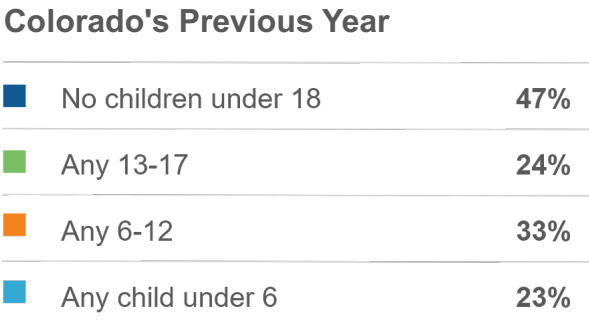 Colorado's Previous Year
No children under 18 47%
Any 13-17 24%
Any 6-12 33%
Any child under 6 23%